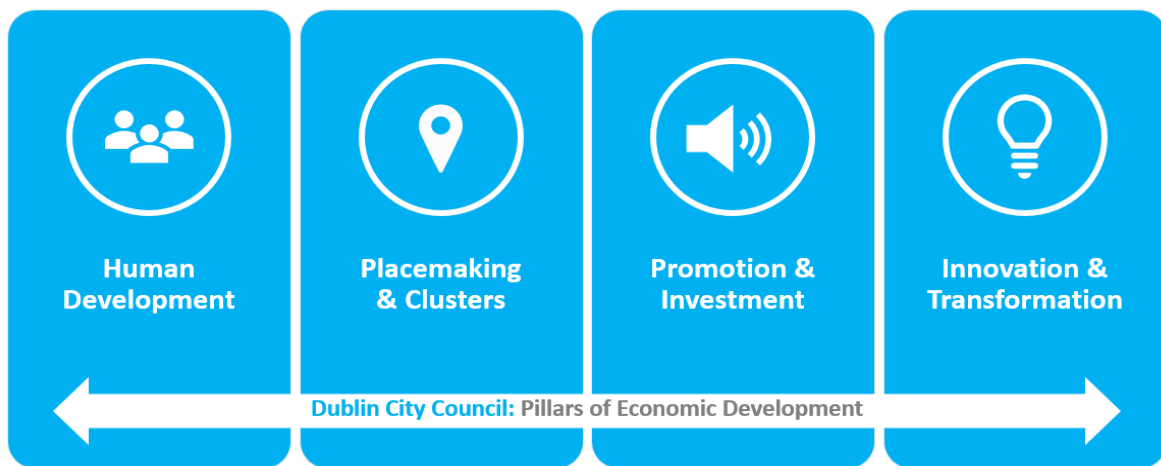 Human
Development
Placemaking
& Clusters
Promotion &
Investment
Innovation &
Transformation
Dublin City Council: Pillars of Economic Development